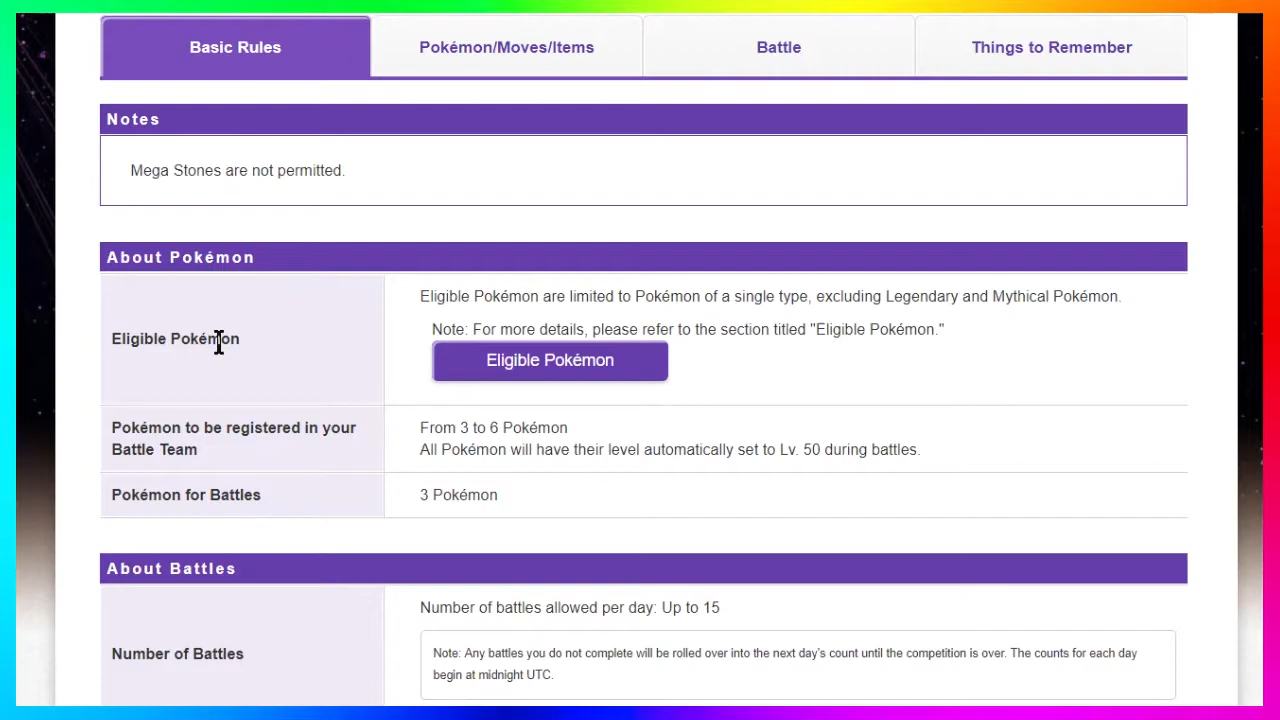 Basic Rules
Pokémon/Moves/Items
Battle
Things to Remember
Notes
Mega Stones are not permitted.
About Pokémon
Eligible Pokémon
Eligible Pokémon are limited to Pokémon of a single type, excluding Legendary and Mythical Pokémon.
Note: For more details, please refer to the section titled "Eligible Pokémon."
Eligible Pokémon
Pokémon to be registered in your
Battle Team
From 3 to 6 Pokémon
All Pokémon will have their level automatically set to Lv. 50 during battles.
Pokémon for Battles
3 Pokémon
About Battles
Number of Battles
Number of battles allowed per day: Up to 15
Note: Any battles you do not complete will be rolled over into the next day's count until the competition is over. The counts for each day
begin at midnight UTC.